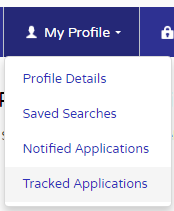 My Profile
Profile Details
Saved Searches
Notified Applications
Tracked Applications